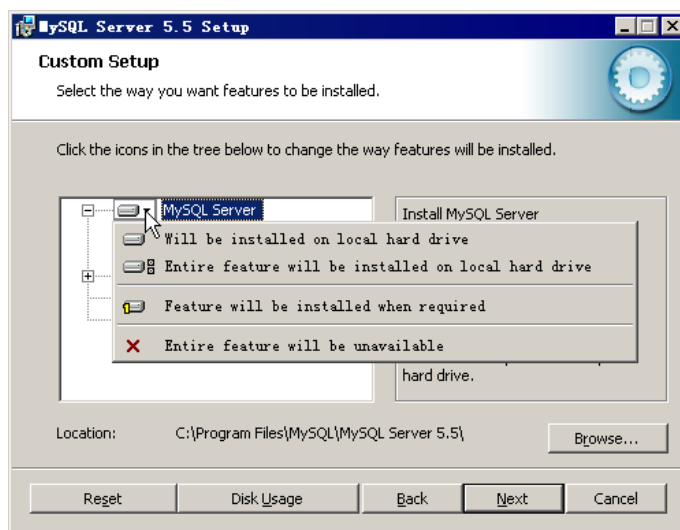 MySQL Server 5.5 Setup
Custom Setup
Select the way you want features to be installed.
Click the icons in the tree below to change the way features will be installed.
MySQL Server
Install MySQL Server
Will be installed on local hard drive
Entire feature will be installed on local hard drive
Feature will be installed when required
Entire feature will be unavailable
hard drive.
Location:
C:\Program Files\MySQL\MySQL Server 5.5\
Browse...
Reset
Disk Usage
Back
Next
Cancel